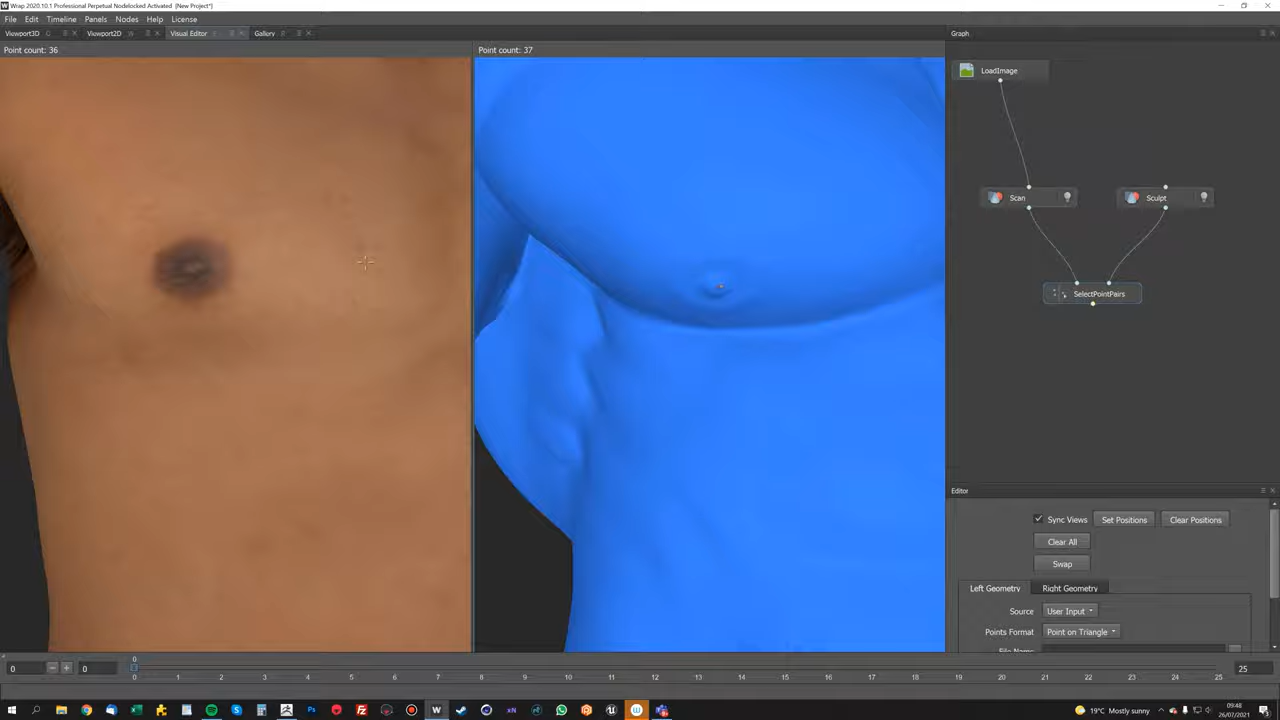 Wrap 2020.10.1 Professional Perpetual Nodelocked Activated [New Project*]
File Edit Timeline Panels Nodes Help License
Viewport3D Q Viewport2D W Visual Editor E Gallery R
Graph
Point count: 36
Point count: 37
LoadImage
Scan
Sculpt
SelectPointPairs
Editor
Sync Views Set Positions Clear Positions
Clear All
Swap
Left Geometry Right Geometry
Source User Input
Points Format Point on Triangle
File Name
0 0 0 25
0 1 2 3 4 5 6 7 8 9 10 11 12 13 14 15 16 17 18 19 20 21 22 23 24 25
19°C Mostly sunny
09:48
26/07/2021